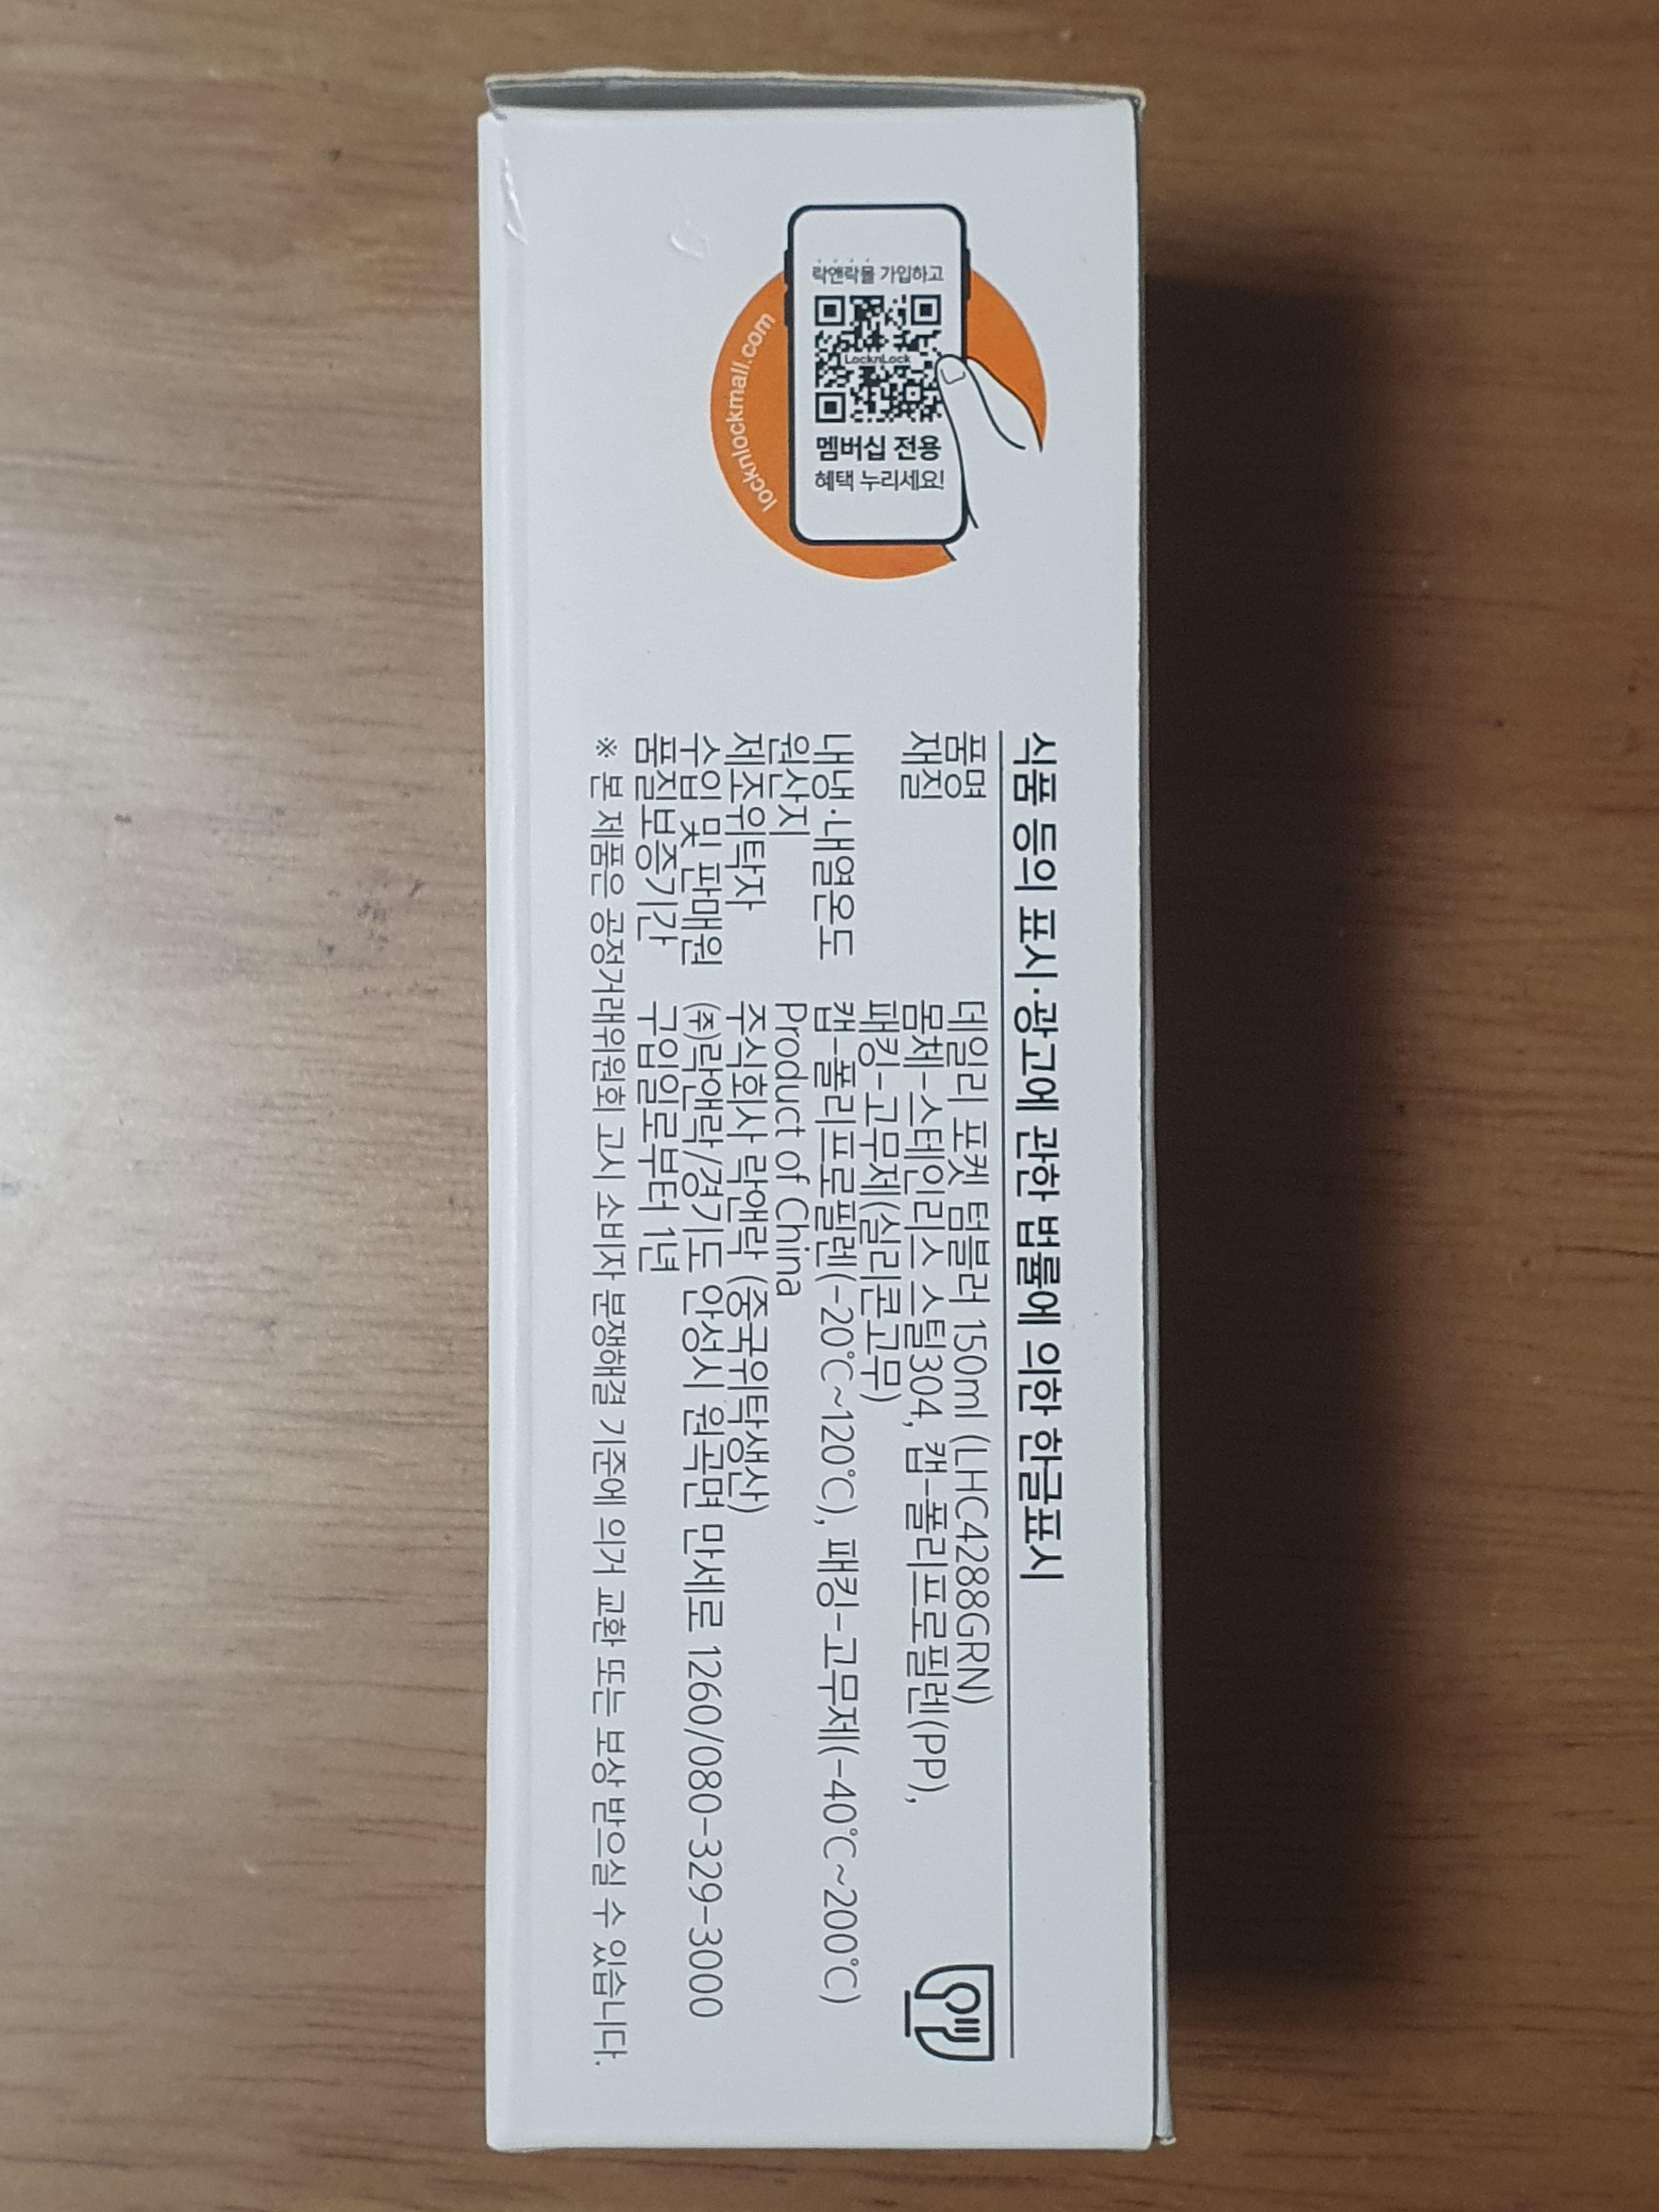 락앤락몰 가입하고
LocknLock
멤버십 전용
혜택 누리세요!
locknlockmall.com
식품 등의 표시·광고에 관한 법률에 의한 한글표시
품명 데일리 포켓 텀블러 150ml (LHC4288GRN)
재질 몸체-스테인리스 스틸304, 캡-폴리프로필렌(PP),
패킹-고무제(실리콘고무)
내냉·내열온도 캡-폴리프로필렌(-20℃~120℃), 패킹-고무제(-40℃~200℃)
원산지 Product of China
제조위탁자 주식회사 락앤락 (중국위탁생산)
수입 및 판매원 (주)락앤락/경기도 안성시 원곡면 만세로 1260/080-329-3000
품질보증기간 구입일로부터 1년
※ 본 제품은 공정거래위원회 고시 소비자 분쟁해결 기준에 의거 교환 또는 보상 받으실 수 있습니다.